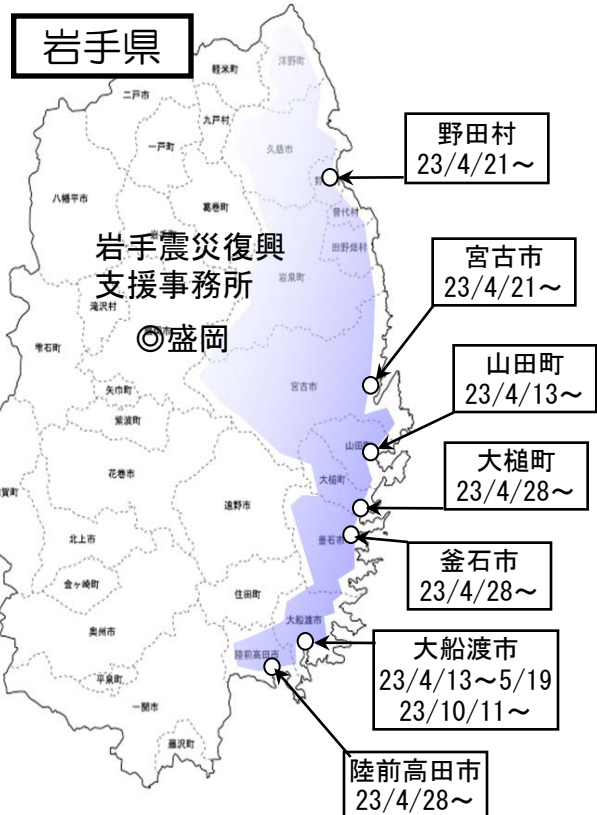 岩手県
洋野町
軽米町
二戸市
九戸村
一戸町
久慈市
野田村
23/4/21～
八幡平市
葛巻町
普代村
田野畑村
岩手震災復興
支援事務所
岩泉町
宮古市
23/4/21～
滝沢村
◎盛岡
雫石町
山田町
23/4/13～
矢巾町
宮古市
紫波町
山田町
大槌町
23/4/28～
花巻市
大槌町
遠野市
釜石市
北上市
釜石市
23/4/28～
金ヶ崎町
住田町
奥州市
大船渡市
大船渡市
23/4/13～5/19
23/10/11～
陸前高田市
平泉町
一関市
藤沢町
陸前高田市
23/4/28～